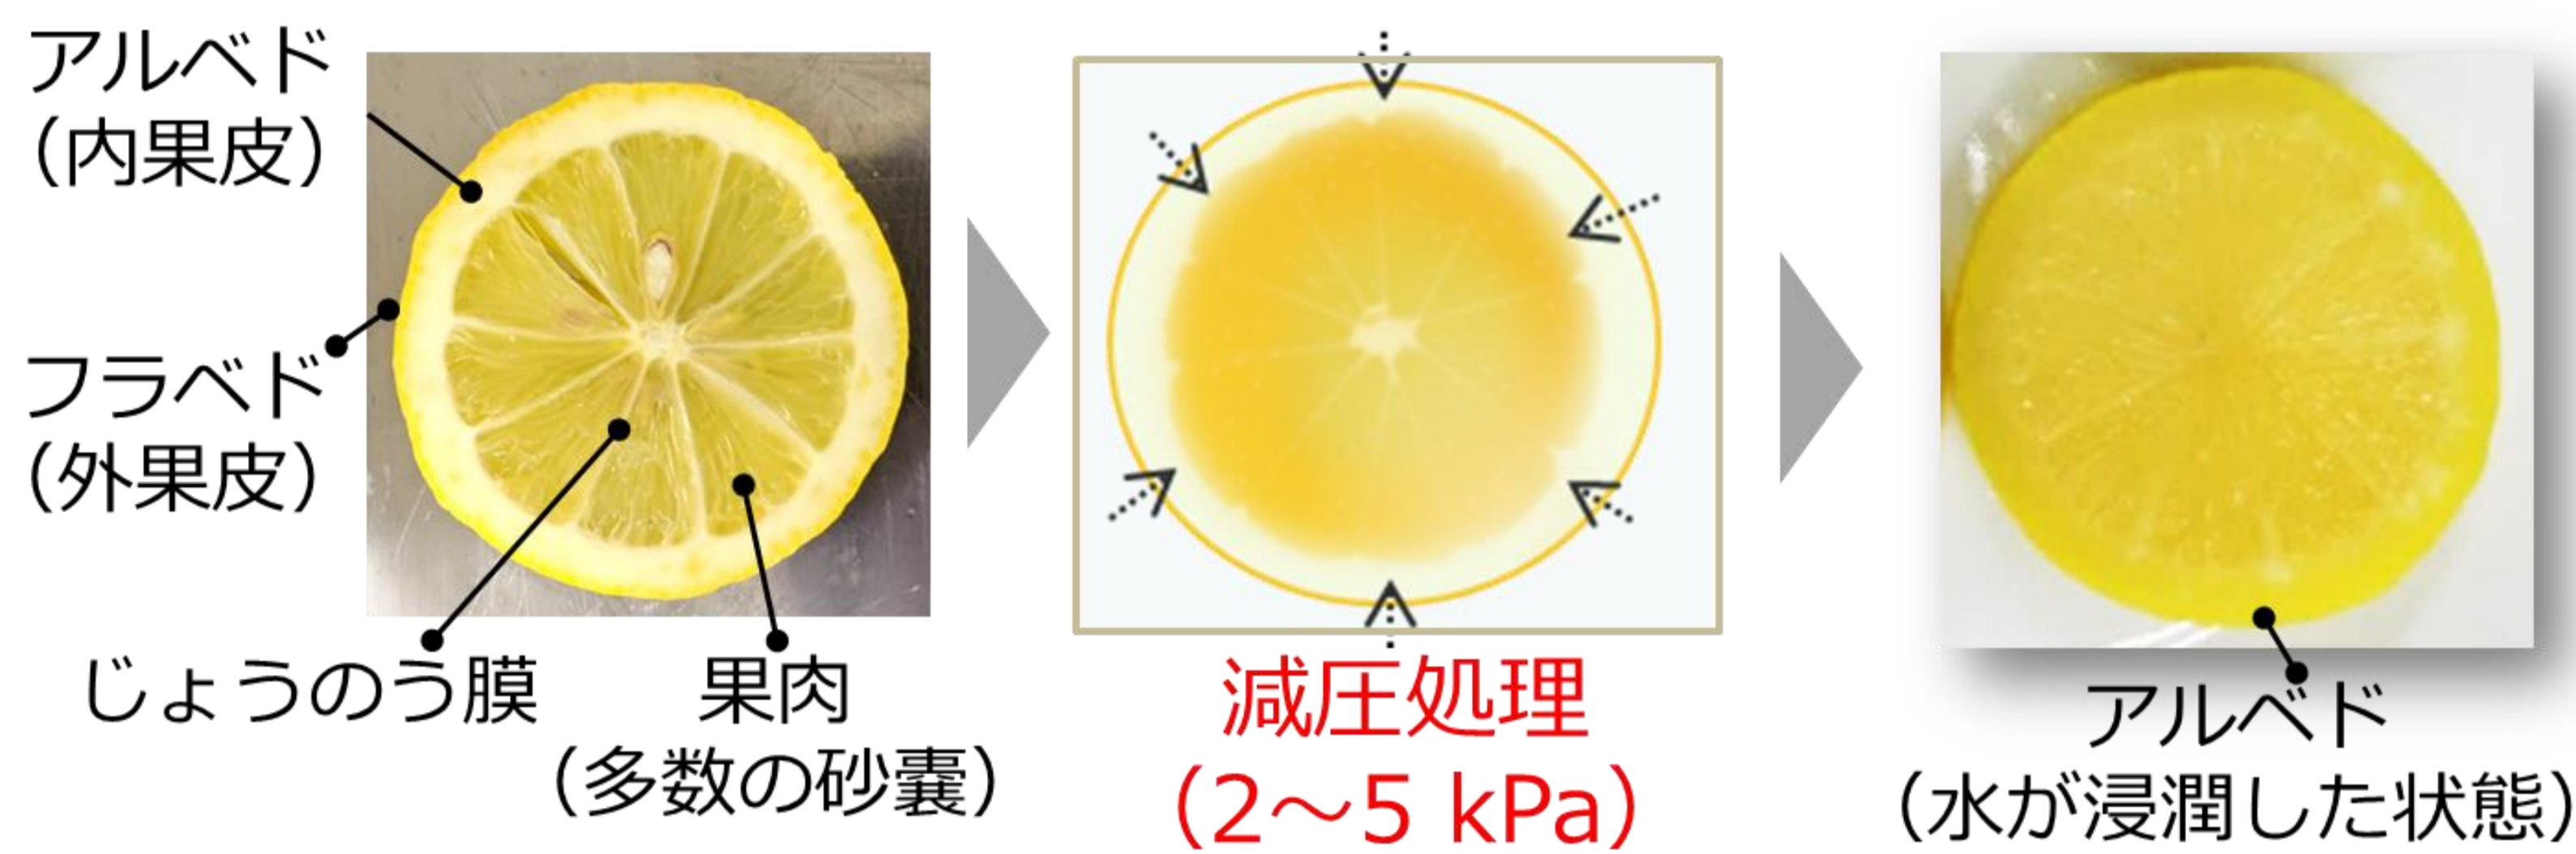 アルベド
（内果皮）
フラベド
（外果皮）
じょうのう膜
果肉
（多数の砂嚢）
減圧処理
（2～5 kPa）
アルベド
（水が浸潤した状態）